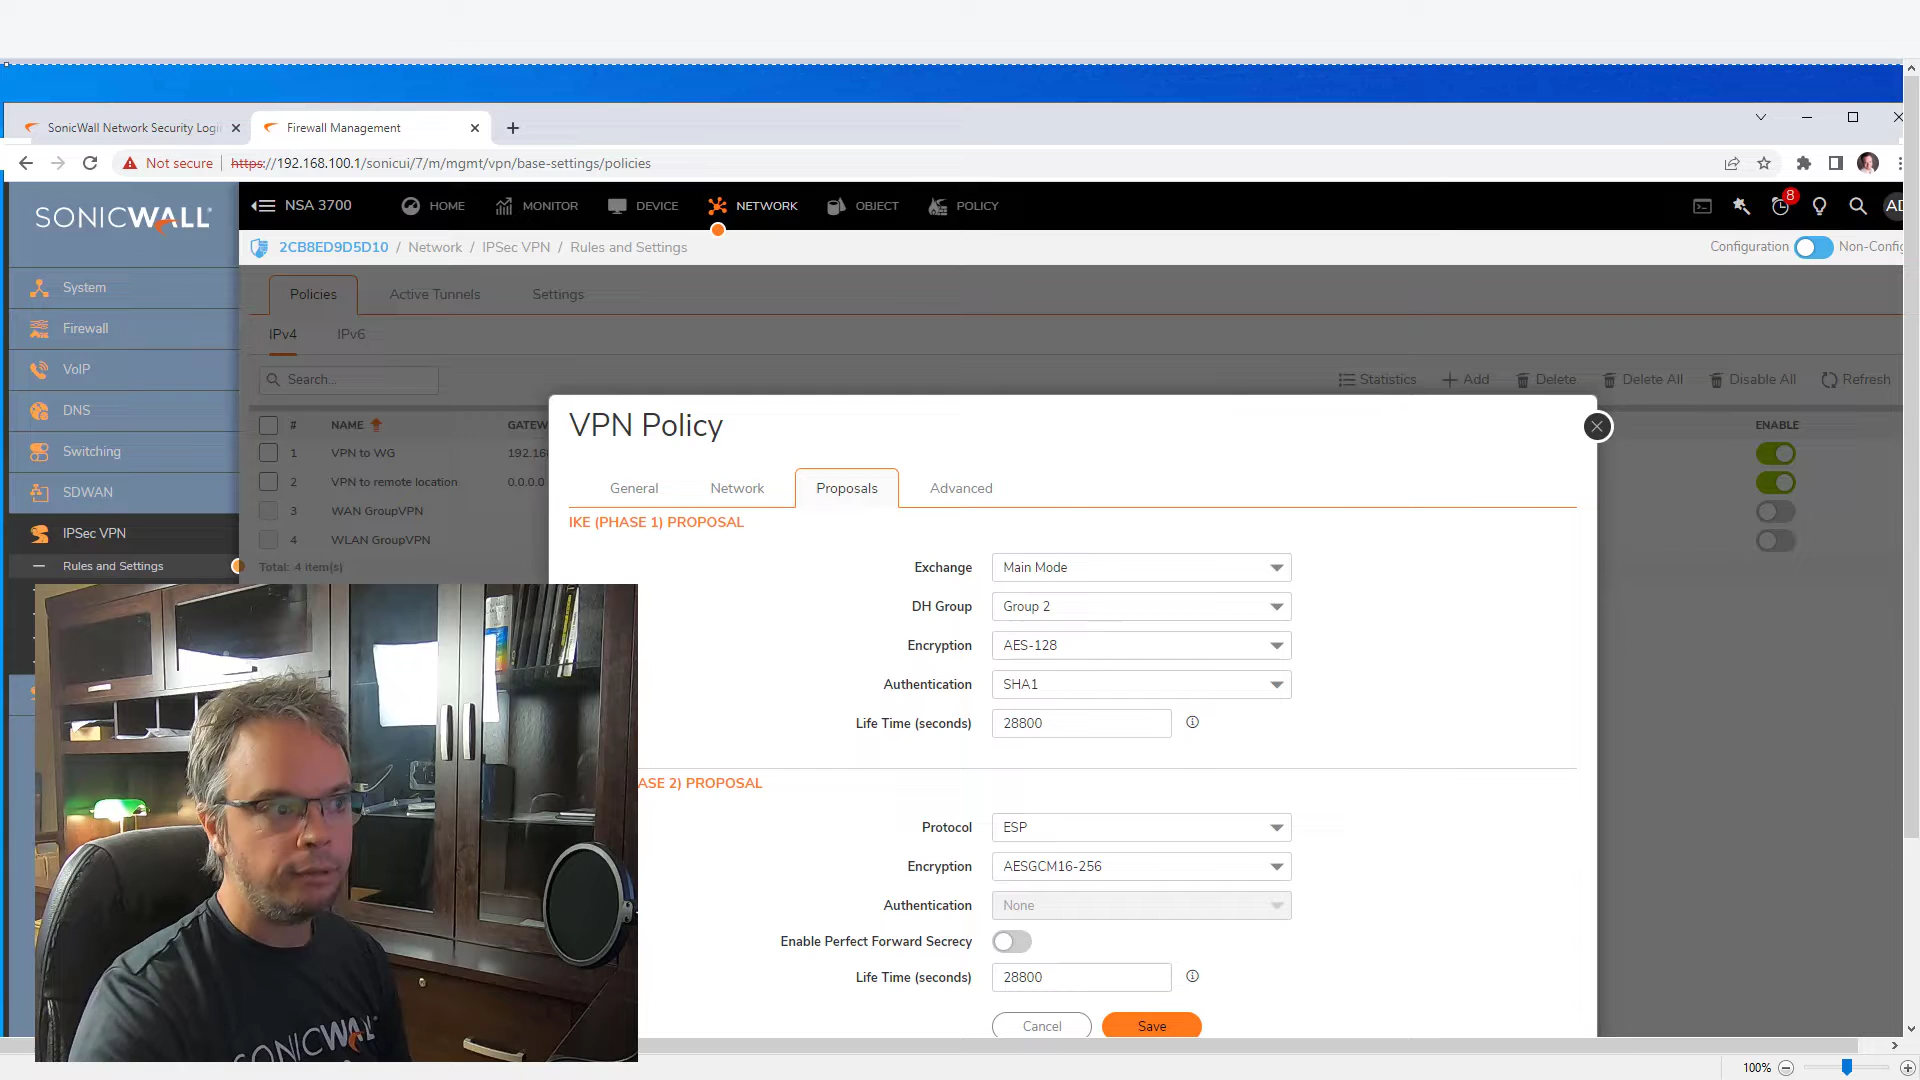 SonicWall Network Security Logi
Firewall Management
Not secure
https://192.168.100.1/sonicui/7/m/mgmt/vpn/base-settings/policies
SONICWALL
NSA 3700
HOME
MONITOR
DEVICE
NETWORK
OBJECT
POLICY
8
AD
2CB8ED9D5D10 / Network / IPSec VPN / Rules and Settings
Configuration
Non-Config
System
Firewall
VoIP
DNS
Switching
SDWAN
IPSec VPN
Rules and Settings
Policies
Active Tunnels
Settings
IPv4
IPv6
Search...
Statistics
Add
Delete
Delete All
Disable All
Refresh
# NAME GATEW ENABLE
1 VPN to WG 192.16
2 VPN to remote location 0.0.0.0
3 WAN GroupVPN
4 WLAN GroupVPN
Total: 4 item(s)
VPN Policy
General
Network
Proposals
Advanced
IKE (PHASE 1) PROPOSAL
Exchange Main Mode
DH Group Group 2
Encryption AES-128
Authentication SHA1
Life Time (seconds) 28800
ASE 2) PROPOSAL
Protocol ESP
Encryption AESGCM16-256
Authentication None
Enable Perfect Forward Secrecy
Life Time (seconds) 28800
Cancel
Save
SONICWALL
100%